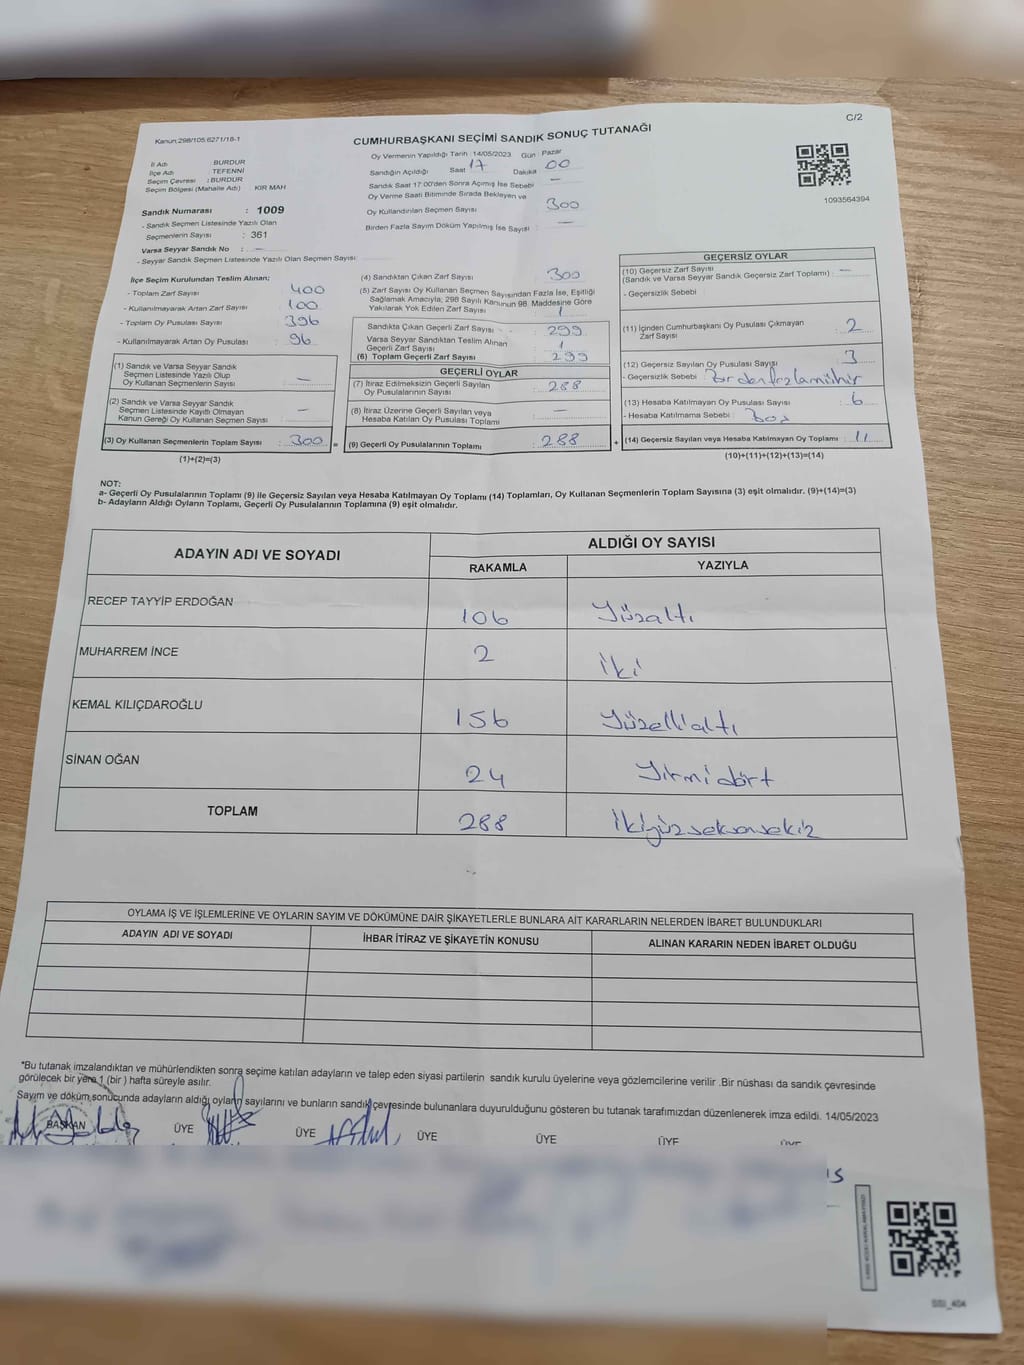 C/2
Kanun:298/105;6271/18-1
CUMHURBAŞKANI SEÇİMİ SANDIK SONUÇ TUTANAĞI
İl Adı : BURDUR
İlçe Adı : TEFENNİ
Seçim Çevresi : BURDUR
Seçim Bölgesi (Mahalle Adı) KIR MAH
Sandık Numarası : 1009
- Sandık Seçmen Listesinde Yazılı Olan
Seçmenlerin Sayısı : 361
Varsa Seyyar Sandık No : —
- Seyyar Sandık Seçmen Listesinde Yazılı Olan Seçmen Sayısı :
Oy Vermenin Yapıldığı Tarih :14/05/2023 Gün : Pazar
Sandığın Açıldığı Saat 17 Dakika 00
Sandık Saat 17:00'den Sonra Açımış İse Sebebi —
Oy Verme Saati Bitiminde Sırada Bekleyen ve
Oy Kullandırılan Seçmen Sayısı 300
Birden Fazla Sayım Döküm Yapılmış İse Sayısı : —
1093564394
İlçe Seçim Kurulundan Teslim Alınan;
- Toplam Zarf Sayısı : 400
- Kullanılmayarak Artan Zarf Sayısı : 100
- Toplam Oy Pusulası Sayısı : 396
- Kullanılmayarak Artan Oy Pusulası : 96
(1) Sandık ve Varsa Seyyar Sandık
Seçmen Listesinde Yazılı Olup
Oy Kullanan Seçmenlerin Sayısı : —
(2) Sandık ve Varsa Seyyar Sandık
Seçmen Listesinde Kayıtlı Olmayan
Kanun Gereği Oy Kullanan Seçmen Sayısı : —
(3) Oy Kullanan Seçmenlerin Toplam Sayısı : 300 =
(1)+(2)=(3)
(4) Sandıktan Çıkan Zarf Sayısı : 300
(5) Zarf Sayısı Oy Kullanan Seçmen Sayısından Fazla İse, Eşitliği
Sağlamak Amacıyla; 298 Sayılı Kanunun 98. Maddesine Göre
Yakılarak Yok Edilen Zarf Sayısı : 1
Sandıkta Çıkan Geçerli Zarf Sayısı : 299
Varsa Seyyar Sandıktan Teslim Alınan
Geçerli Zarf Sayısı : 1
(6) Toplam Geçerli Zarf Sayısı : 299
GEÇERLİ OYLAR
(7) İtiraz Edilmeksizin Geçerli Sayılan
Oy Pusulasının Sayısı : 288
(8) İtiraz Üzerine Geçerli Sayılan veya
Hesaba Katılan Oy Pusulası Toplamı : —
(9) Geçerli Oy Pusulalarının Toplamı : 288 +
GEÇERSİZ OYLAR
(10) Geçersiz Zarf Sayısı
(Sandık ve Varsa Seyyar Sandık Geçersiz Zarf Toplamı) : —
- Geçersizlik Sebebi :
(11) İçinden Cumhurbaşkanı Oy Pusulası Çıkmayan
Zarf Sayısı : 2
(12) Geçersiz Sayılan Oy Pusulası Sayısı : 3
- Geçersizlik Sebebi : Birden fazla mühür
(13) Hesaba Katılmayan Oy Pusulası Sayısı : 6
- Hesaba Katılmama Sebebi : Boş
(14) Geçersiz Sayılan veya Hesaba Katılmayan Oy Toplamı : 11
(10)+(11)+(12)+(13)=(14)
NOT:
a- Geçerli Oy Pusulalarının Toplamı (9) ile Geçersiz Sayılan veya Hesaba Katılmayan Oy Toplamı (14) Toplamları, Oy Kullanan Seçmenlerin Toplam Sayısına (3) eşit olmalıdır. (9)+(14)=(3)
b- Adayların Aldığı Oyların Toplamı, Geçerli Oy Pusulalarının Toplamına (9) eşit olmalıdır.
ADAYIN ADI VE SOYADI
ALDIĞI OY SAYISI
RAKAMLA YAZIYLA
RECEP TAYYIP ERDOĞAN 106 Yüzaltı
MUHARREM İNCE 2 İki
KEMAL KILIÇDAROĞLU 156 Yüzellialtı
SİNAN OĞAN 24 Yirmidört
TOPLAM 288 İkiyüzseksensekiz
OYLAMA İŞ VE İŞLEMLERİNE VE OYLARIN SAYIM VE DÖKÜMÜNE DAİR ŞİKAYETLERLE BUNLARA AİT KARARLARIN NELERDEN İBARET BULUNDUKLARI
ADAYIN ADI VE SOYADI İHBAR İTİRAZ VE ŞİKAYETİN KONUSU ALINAN KARARIN NEDEN İBARET OLDUĞU
*Bu tutanak imzalandıktan ve mühürlendikten sonra seçime katılan adayların ve talep eden siyasi partilerin sandık kurulu üyelerine veya gözlemcilerine verilir .Bir nüshası da sandık çevresinde
görülecek bir yere 1 (bir ) hafta süreyle asılır.
Sayım ve döküm sonucunda adayların aldığı oyların sayılarını ve bunların sandık çevresinde bulunanlara duyurulduğunu gösteren bu tutanak tarafımızdan düzenlenerek imza edildi. 14/05/2023
BAŞKAN ÜYE ÜYE ÜYE ÜYE ÜYE ÜYE